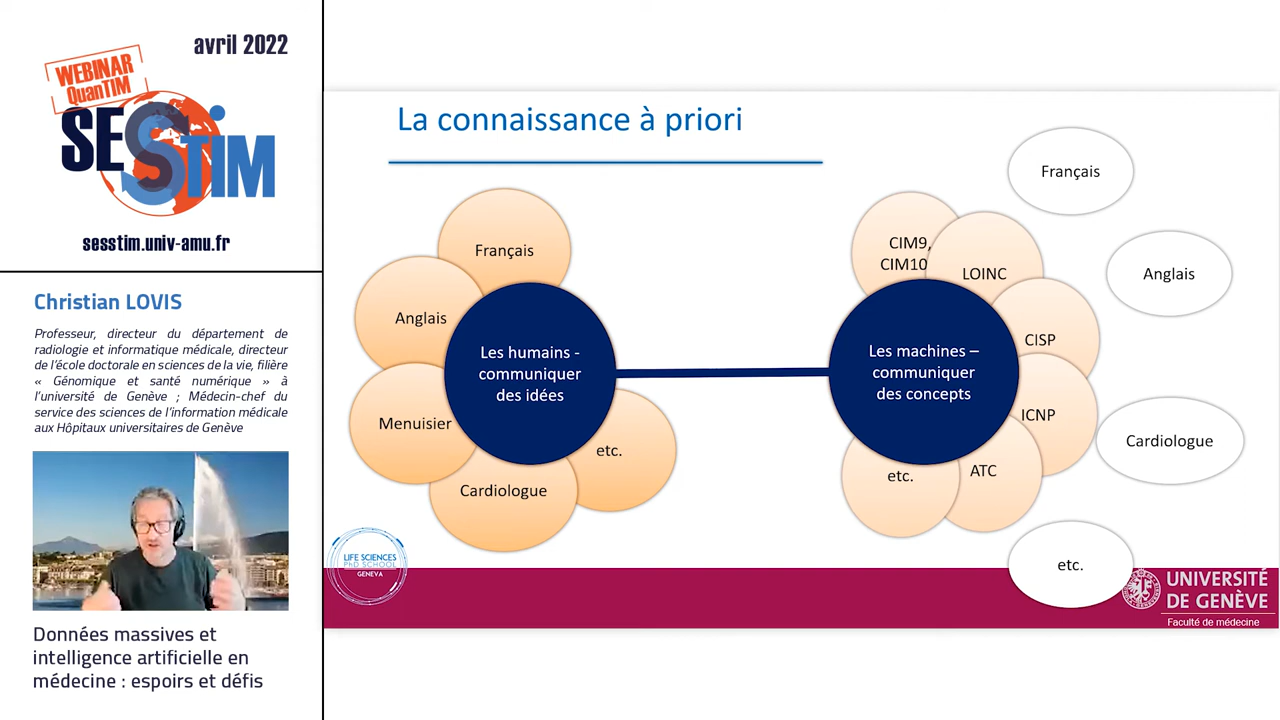 avril 2022
WEBINAR
QuanTIM
SESSTIM
sesstim.univ-amu.fr
Christian LOVIS
Professeur, directeur du département de
radiologie et informatique médicale, directeur
de l'école doctorale en sciences de la vie, filière
« Génomique et santé numérique » à
l'université de Genève ; Médecin-chef du
service des sciences de l'information médicale
aux Hôpitaux universitaires de Genève
Données massives et
intelligence artificielle en
médecine : espoirs et défis
La connaissance à priori
Français
Anglais
Menuisier
Cardiologue
etc.
Les humains -
communiquer
des idées
Les machines –
communiquer
des concepts
CIM9,
CIM10
LOINC
CISP
ICNP
ATC
etc.
Français
Anglais
Cardiologue
etc.
LIFE SCIENCES
PhD SCHOOL
GENEVA
UNIVERSITÉ
DE GENÈVE
Faculté de médecine